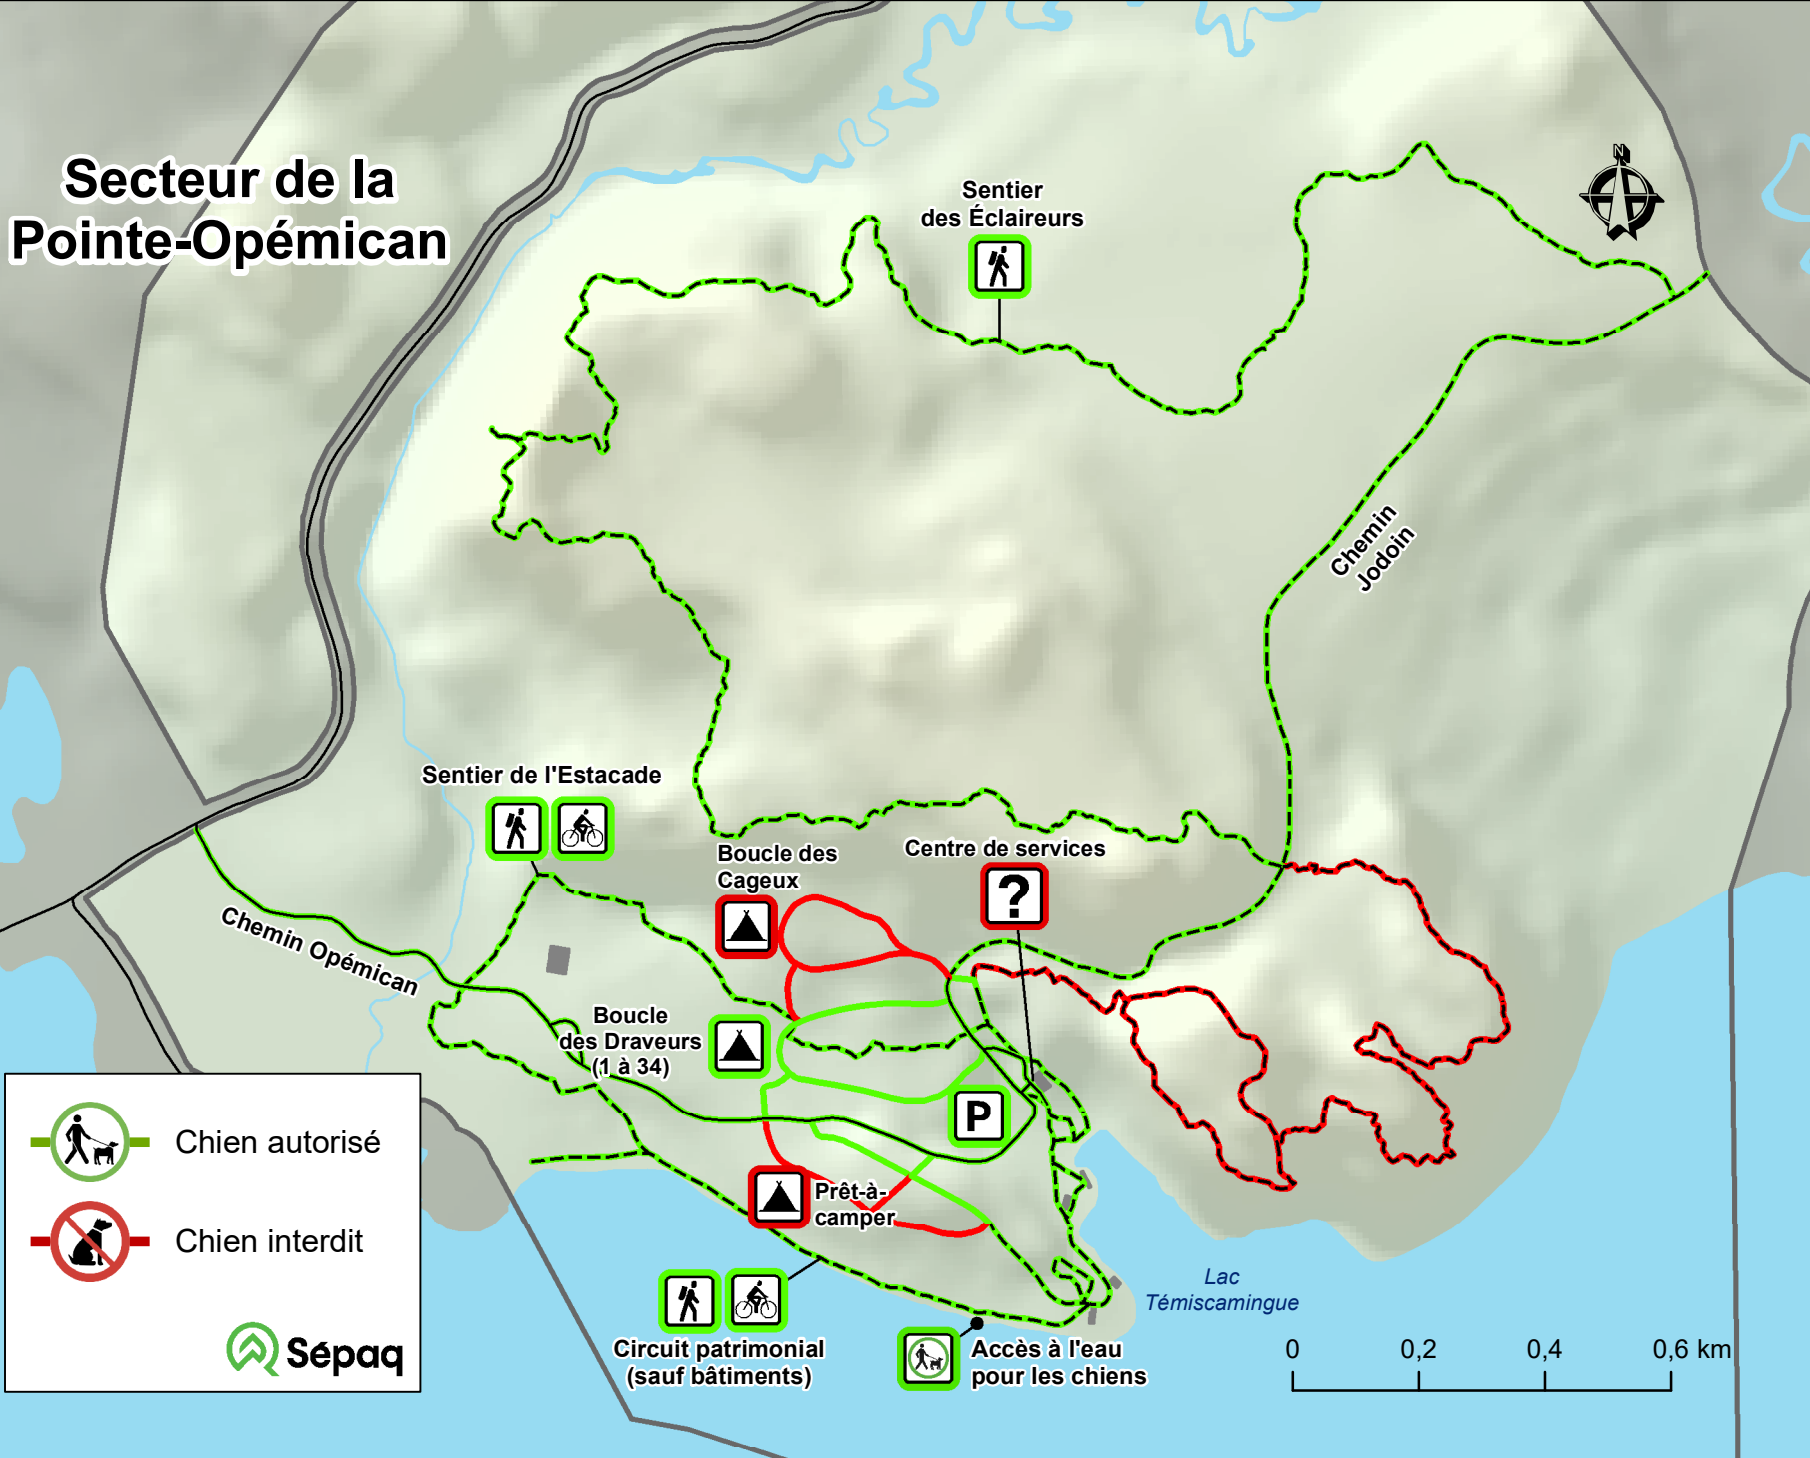 Secteur de la
Pointe-Opémican
N
Sentier
des Éclaireurs
Chemin
Jodoin
Sentier de l'Estacade
Boucle des
Cageux
Centre de services
?
Chemin Opémican
Boucle
des Draveurs
(1 à 34)
P
Prêt-à-
camper
Chien autorisé
Chien interdit
Sépaq
Circuit patrimonial
(sauf bâtiments)
Accès à l'eau
pour les chiens
Lac
Témiscamingue
0 0,2 0,4 0,6 km